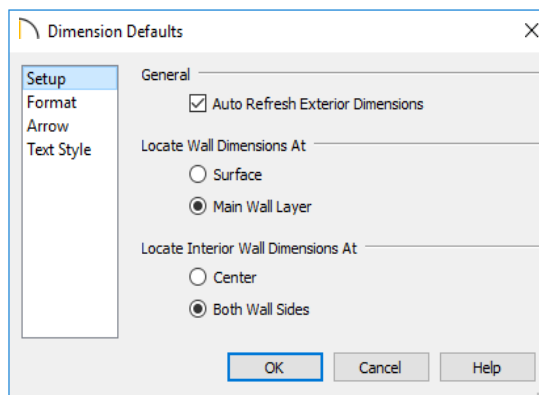 Dimension Defaults
Setup
Format
Arrow
Text Style
General
Auto Refresh Exterior Dimensions
Locate Wall Dimensions At
Surface
Main Wall Layer
Locate Interior Wall Dimensions At
Center
Both Wall Sides
OK
Cancel
Help